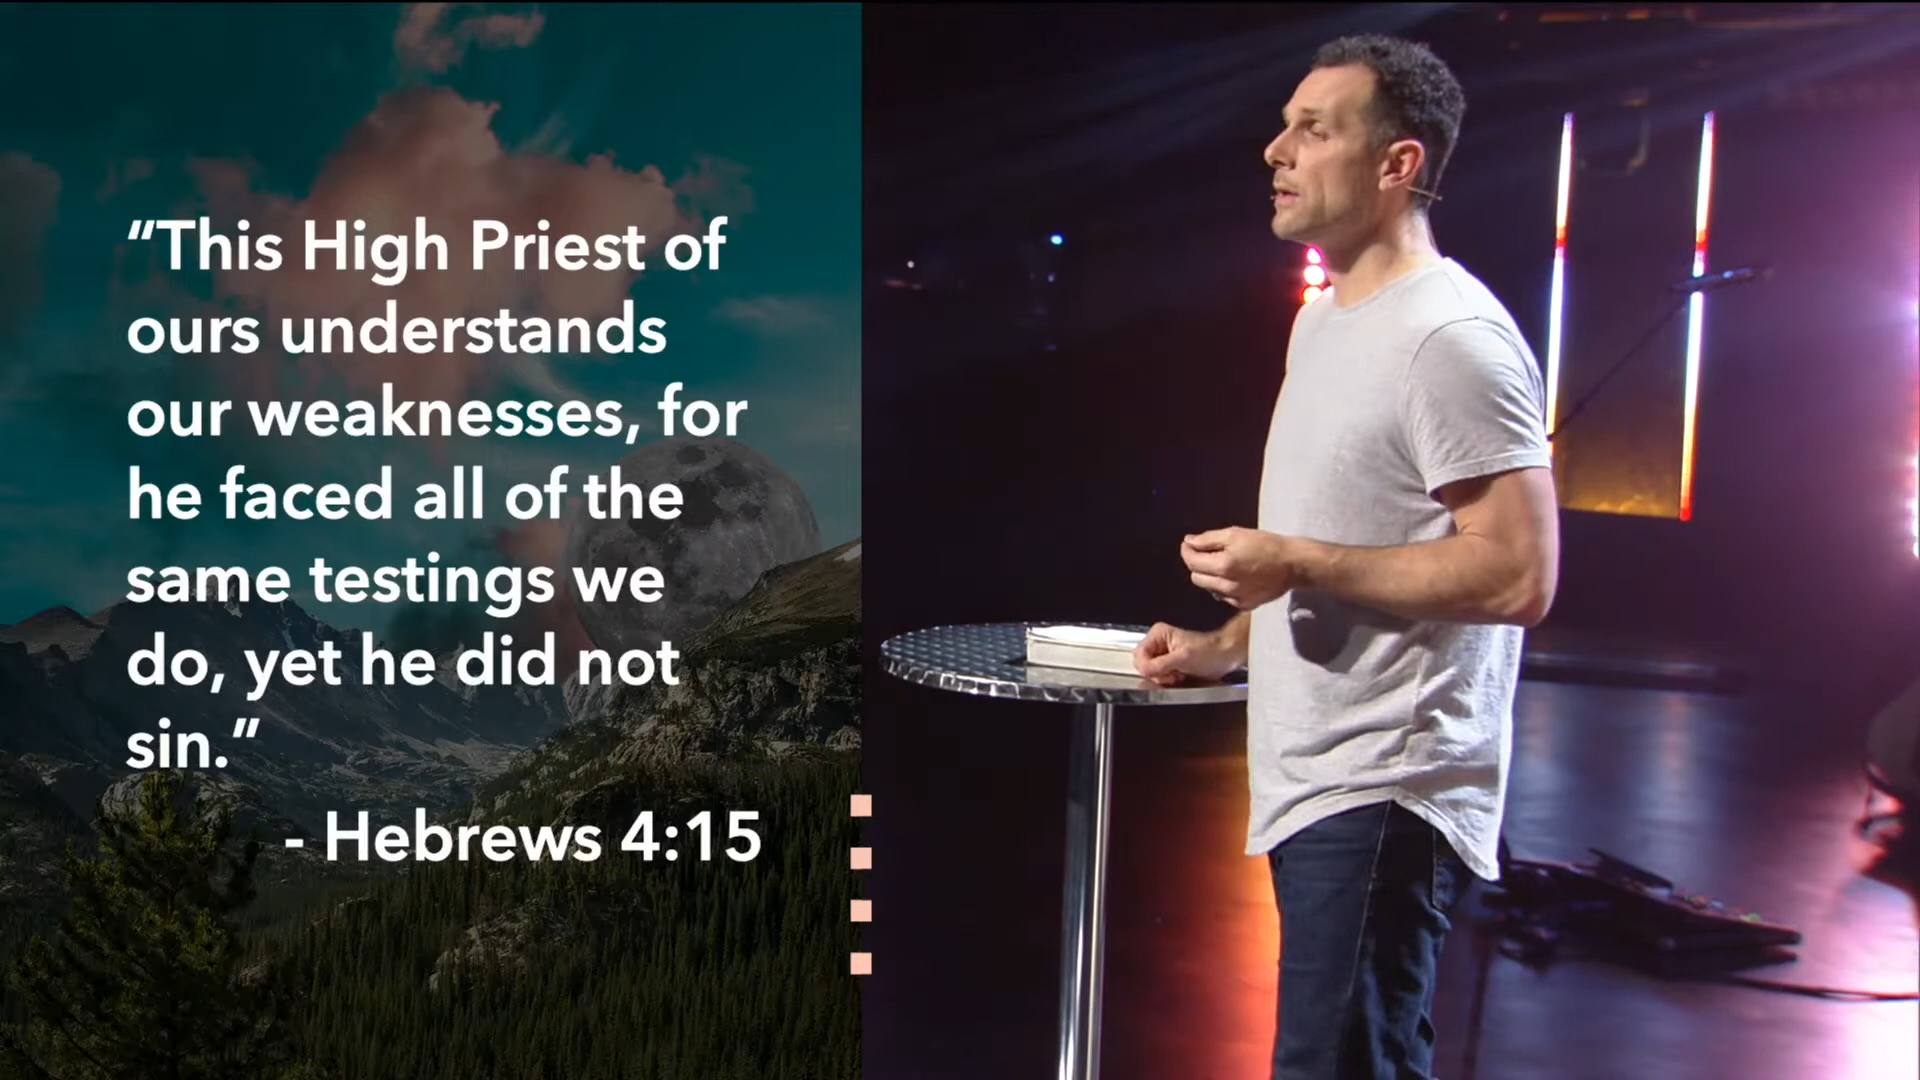 “This High Priest of
ours understands
our weaknesses, for
he faced all of the
same testings we
do, yet he did not
sin.”
- Hebrews 4:15